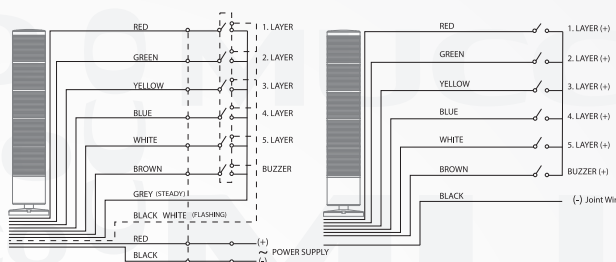 RED 1. LAYER
GREEN 2. LAYER
YELLOW 3. LAYER
BLUE 4. LAYER
WHITE 5. LAYER
BROWN BUZZER
GREY (STEADY)
BLACK WHITE (FLASHING)
RED (+)
~ POWER SUPPLY
BLACK (-)
RED 1. LAYER (+)
GREEN 2. LAYER (+)
YELLOW 3. LAYER (+)
BLUE 4. LAYER (+)
WHITE 5. LAYER (+)
BROWN BUZZER (+)
BLACK (-) Joint Wir